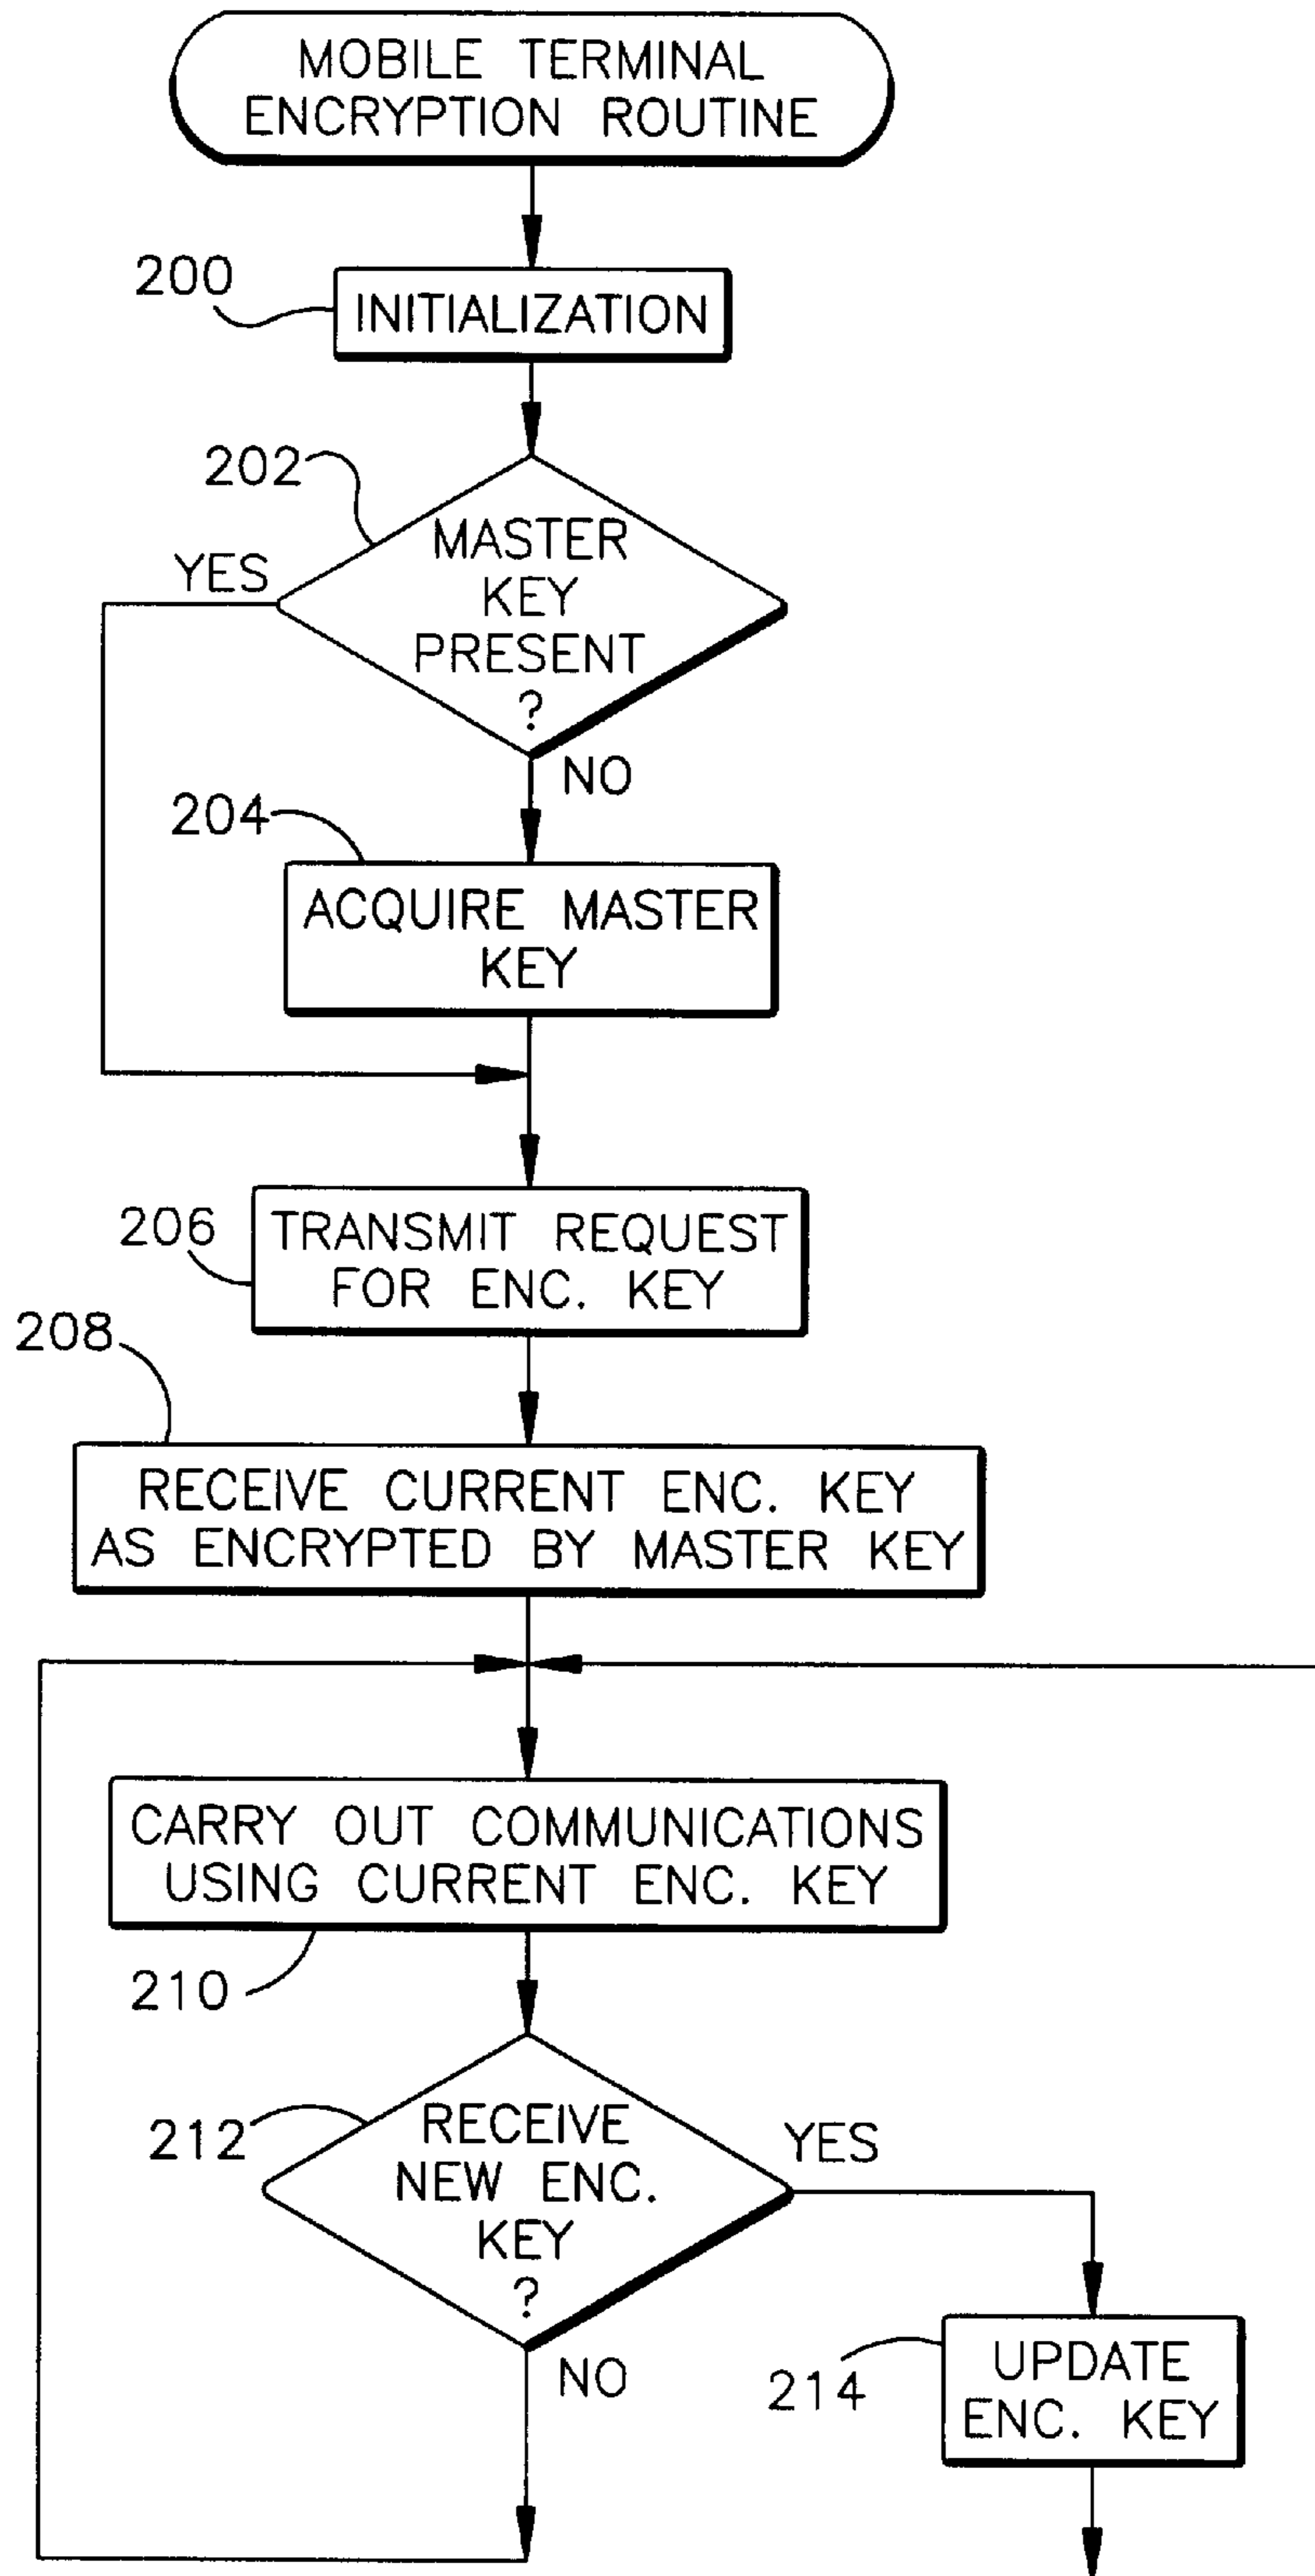 MOBILE TERMINAL
ENCRYPTION ROUTINE
200
INITIALIZATION
202
YES
MASTER
KEY
PRESENT
?
NO
204
ACQUIRE MASTER
KEY
206
TRANSMIT REQUEST
FOR ENC. KEY
208
RECEIVE CURRENT ENC. KEY
AS ENCRYPTED BY MASTER KEY
CARRY OUT COMMUNICATIONS
USING CURRENT ENC. KEY
210
212
RECEIVE
NEW ENC.
KEY
?
YES
NO
214
UPDATE
ENC. KEY